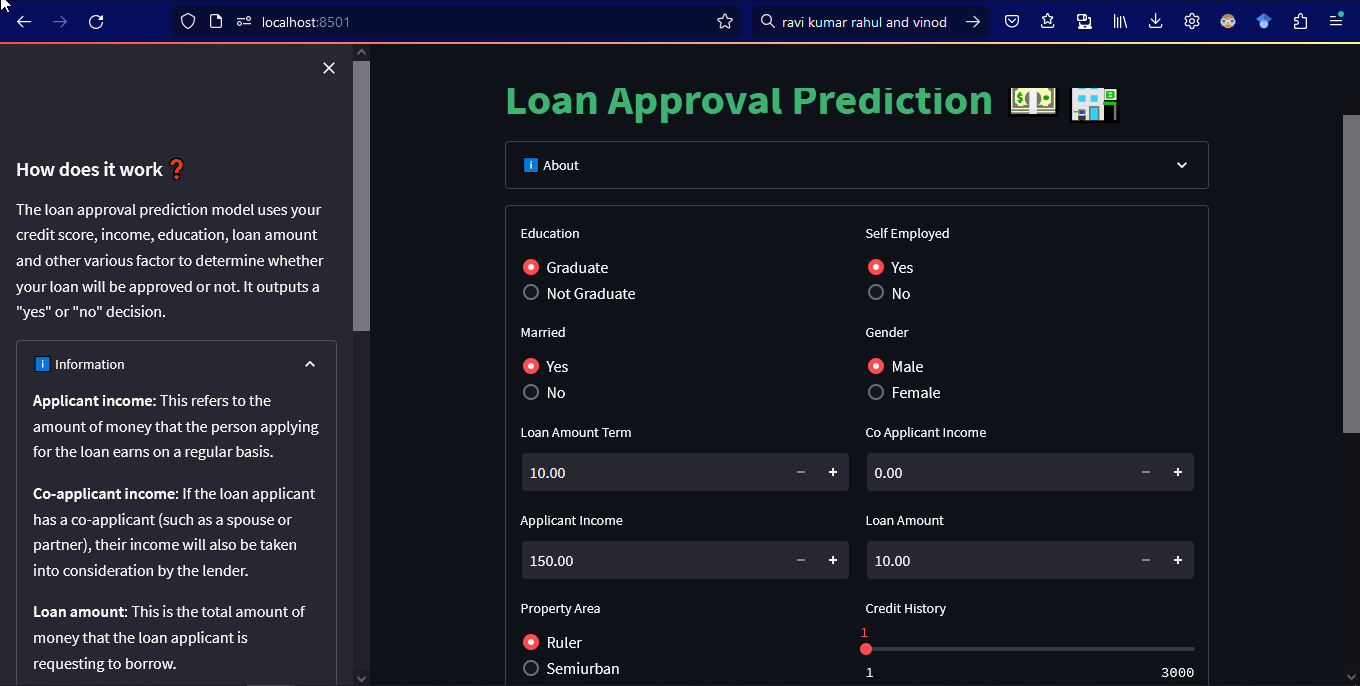 localhost:8501
ravi kumar rahul and vinod
How does it work ❓
The loan approval prediction model uses your
credit score, income, education, loan amount
and other various factor to determine whether
your loan will be approved or not. It outputs a
"yes" or "no" decision.
ℹ Information
Applicant income: This refers to the
amount of money that the person applying
for the loan earns on a regular basis.
Co-applicant income: If the loan applicant
has a co-applicant (such as a spouse or
partner), their income will also be taken
into consideration by the lender.
Loan amount: This is the total amount of
money that the loan applicant is
requesting to borrow.
Loan Approval Prediction 💵 🏦
ℹ About
Education
Graduate
Not Graduate
Self Employed
Yes
No
Married
Yes
No
Gender
Male
Female
Loan Amount Term
10.00
Co Applicant Income
0.00
Applicant Income
150.00
Loan Amount
10.00
Property Area
Ruler
Semiurban
Credit History
1
1 3000